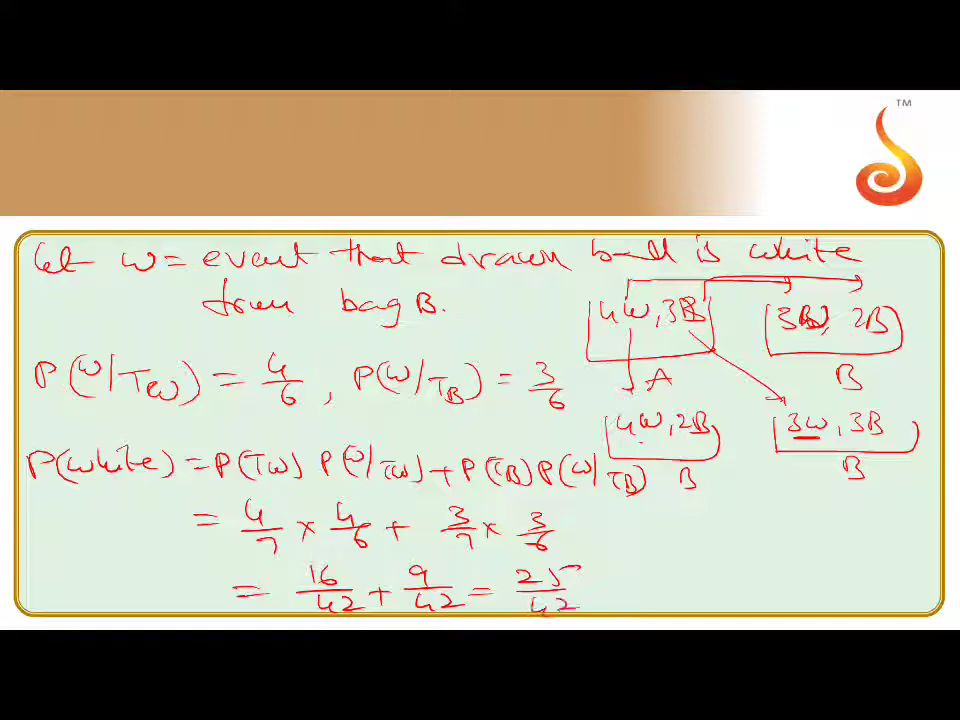 TM
Let W = event that drawn ball is white
from bag B.
4W, 3B
3W, 2B
A
B
P(W/TW) = 4/6 , P(W/TB) = 3/6
4W, 2B
3W, 3B
B
B
P(white) = P(TW) P(W/TW) + P(TB) P(W/TB)
= 4/7 × 4/6 + 3/7 × 3/6
= 16/42 + 9/42 = 25/42